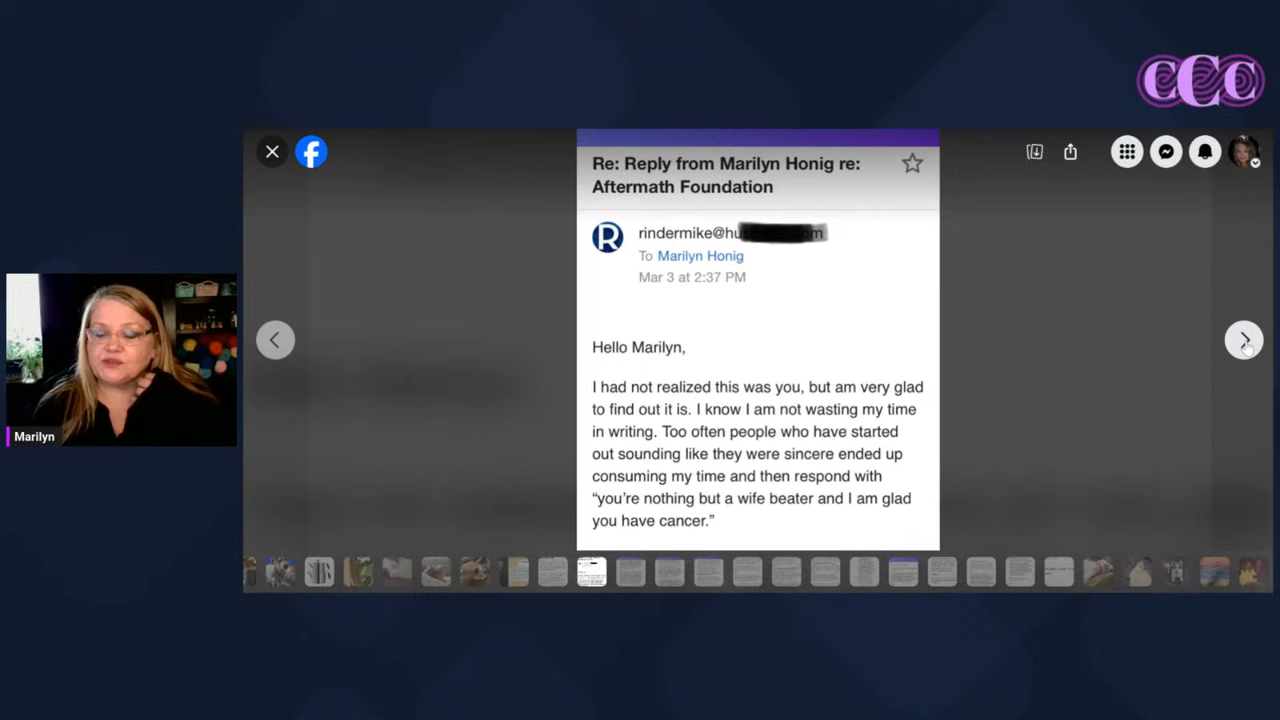 CCC
Re: Reply from Marilyn Honig re:
Aftermath Foundation
R
rindermike@hu
To Marilyn Honig
Mar 3 at 2:37 PM
Hello Marilyn,
I had not realized this was you, but am very glad
to find out it is. I know I am not wasting my time
in writing. Too often people who have started
out sounding like they were sincere ended up
consuming my time and then respond with
“you’re nothing but a wife beater and I am glad
you have cancer.”
Marilyn